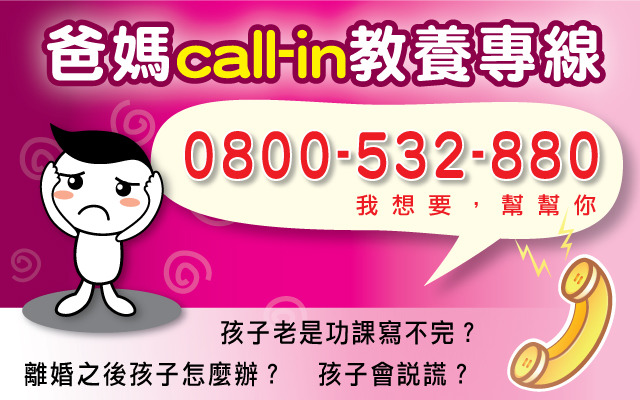 爸媽call-in教養專線
0800-532-880
我想要，幫幫你
孩子老是功課寫不完？
離婚之後孩子怎麼辦？ 孩子會説謊？